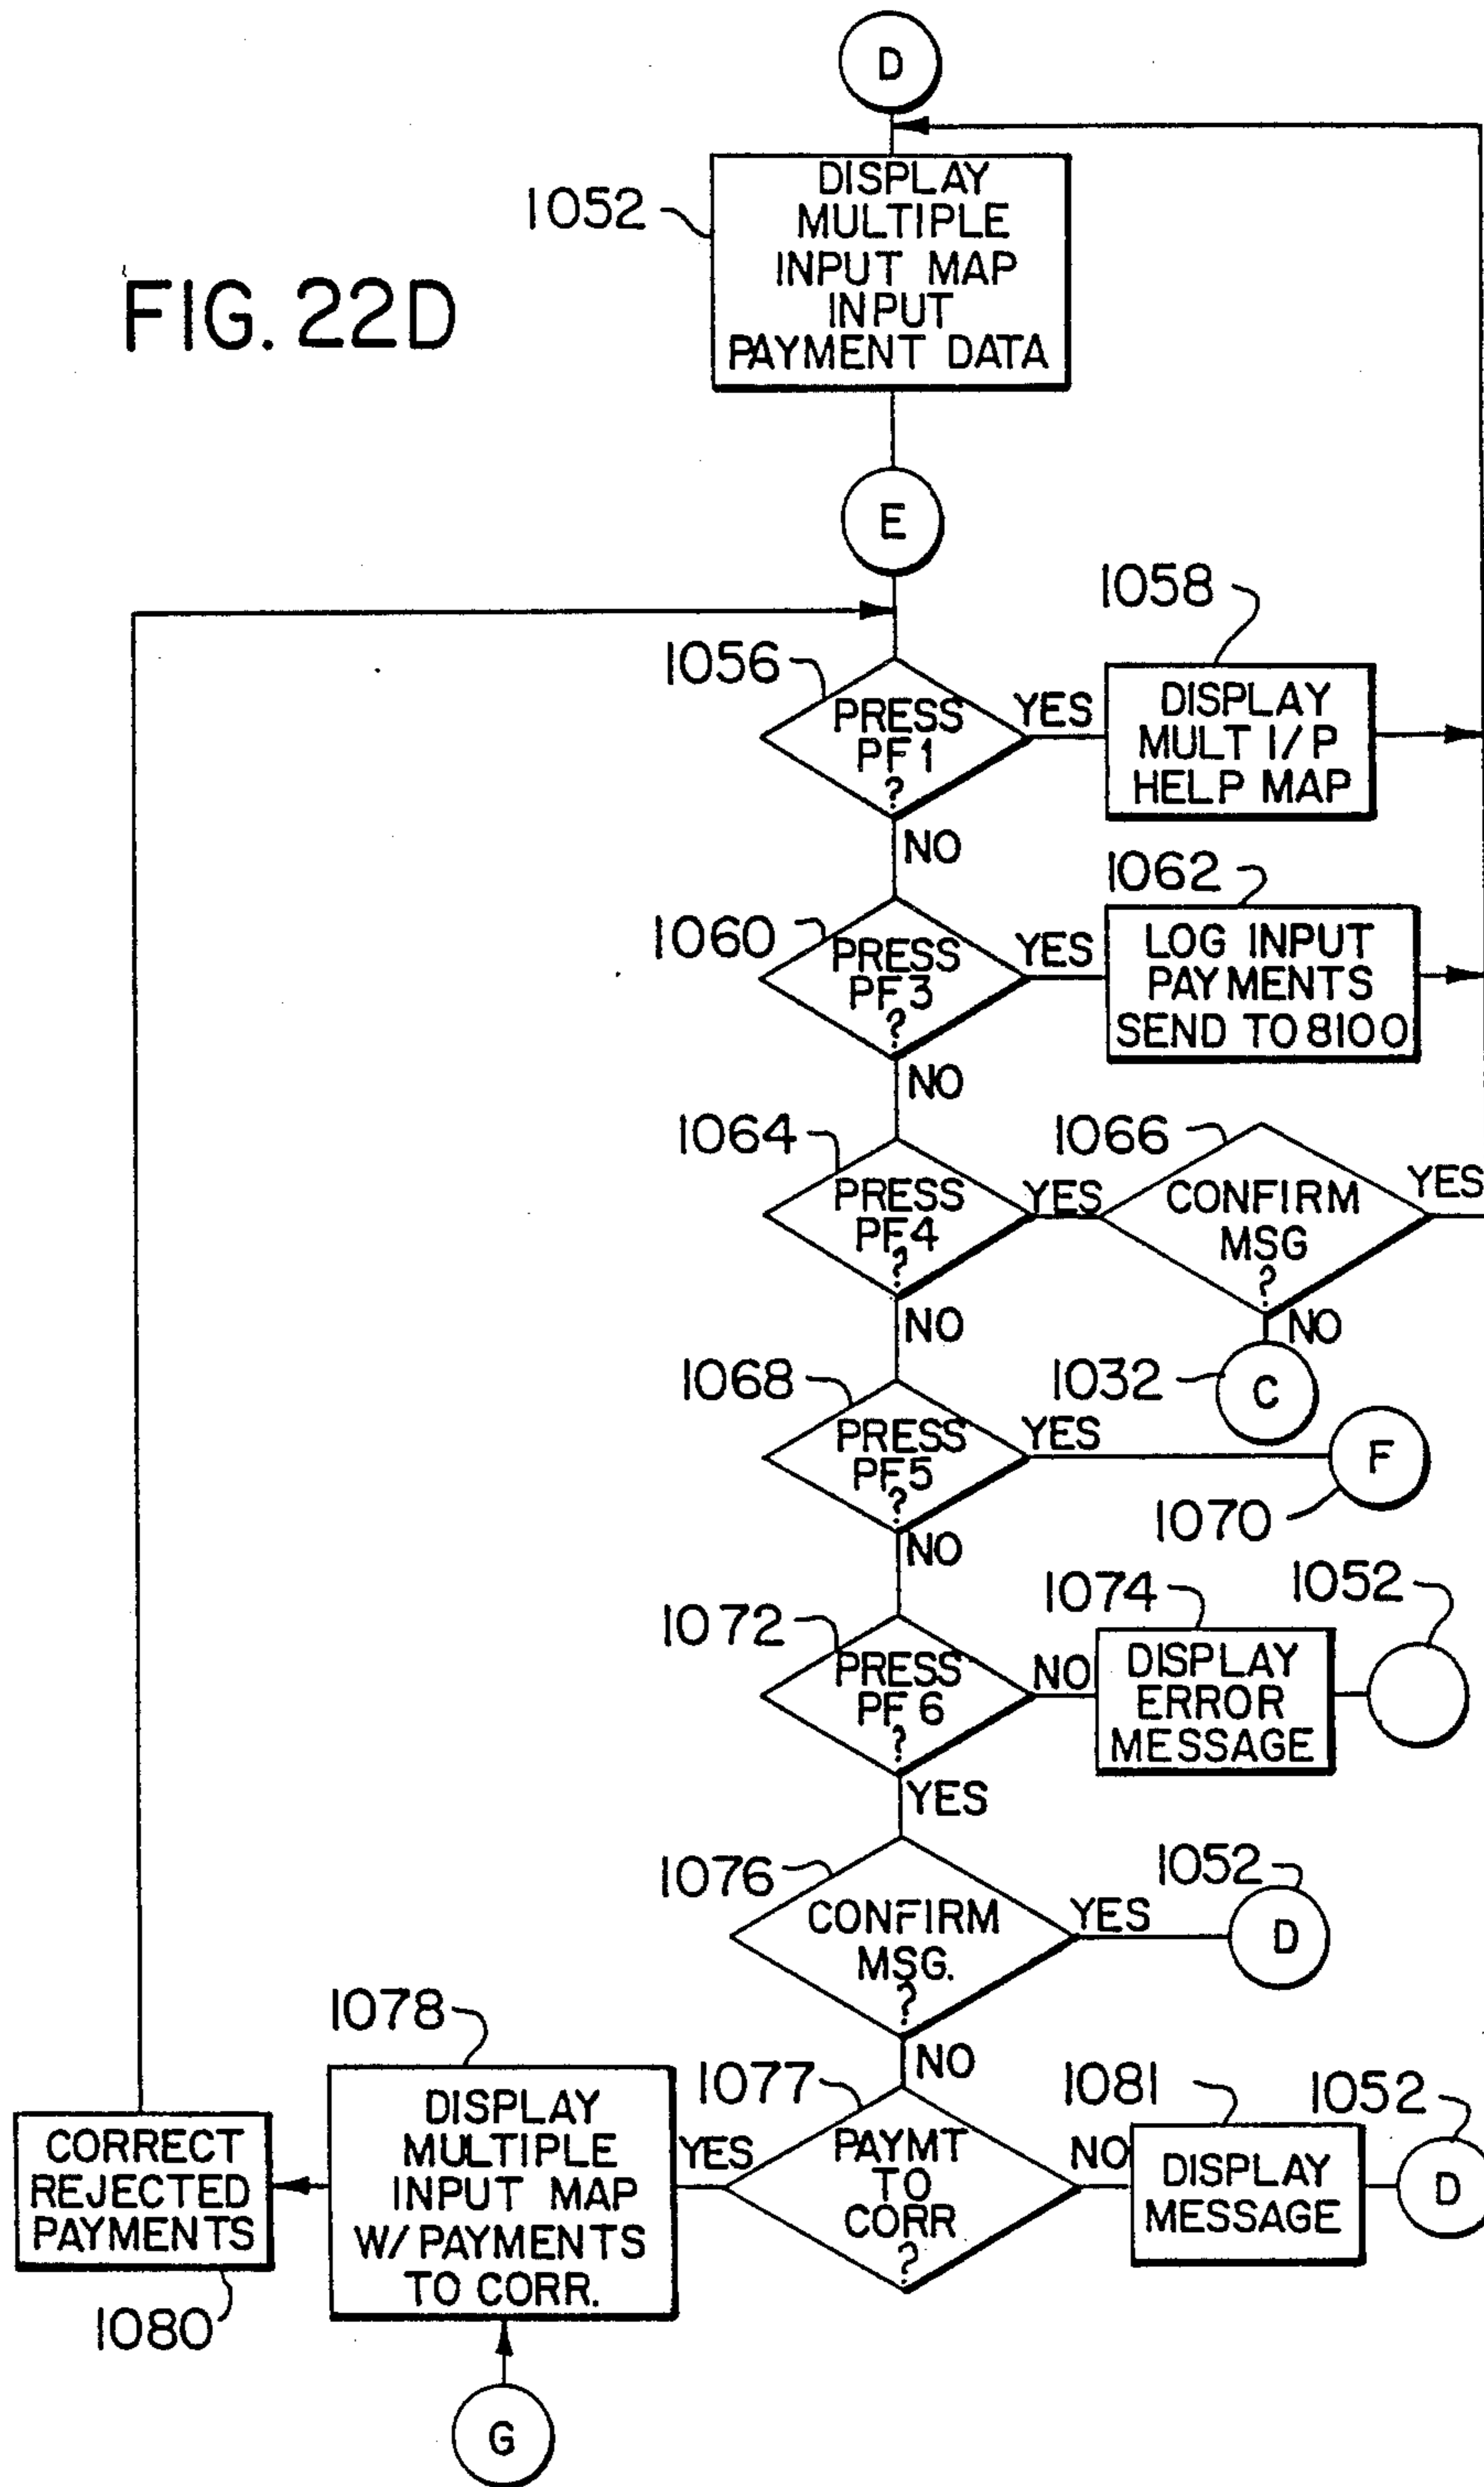 D
1052
DISPLAY
MULTIPLE
INPUT MAP
INPUT
PAYMENT DATA
FIG. 22D
E
1056
PRESS
PF1
?
YES
NO
1058
DISPLAY
MULT I/P
HELP MAP
1060
PRESS
PF3
?
YES
NO
1062
LOG INPUT
PAYMENTS
SEND TO 8100
1064
PRESS
PF4
?
YES
NO
1066
CONFIRM
MSG
?
YES
NO
1032
C
1068
PRESS
PF5
?
YES
NO
F
1070
1072
PRESS
PF6
?
NO
YES
1074
DISPLAY
ERROR
MESSAGE
1052
1076
CONFIRM
MSG.
?
YES
NO
1052
D
1077
PAYMT
TO
CORR
?
YES
NO
1081
DISPLAY
MESSAGE
1052
D
1078
DISPLAY
MULTIPLE
INPUT MAP
W/ PAYMENTS
TO CORR.
CORRECT
REJECTED
PAYMENTS
1080
G